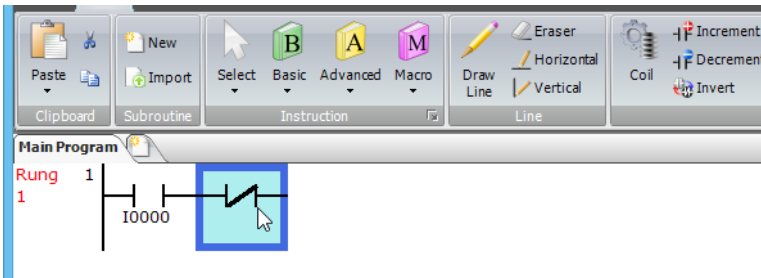 Paste
Clipboard
New
Import
Subroutine
Select
B
Basic
A
Advanced
M
Macro
Instruction
Draw
Line
Eraser
Horizontal
Vertical
Line
Coil
Increment
Decremen
Invert
Main Program
Rung 1
1
I0000